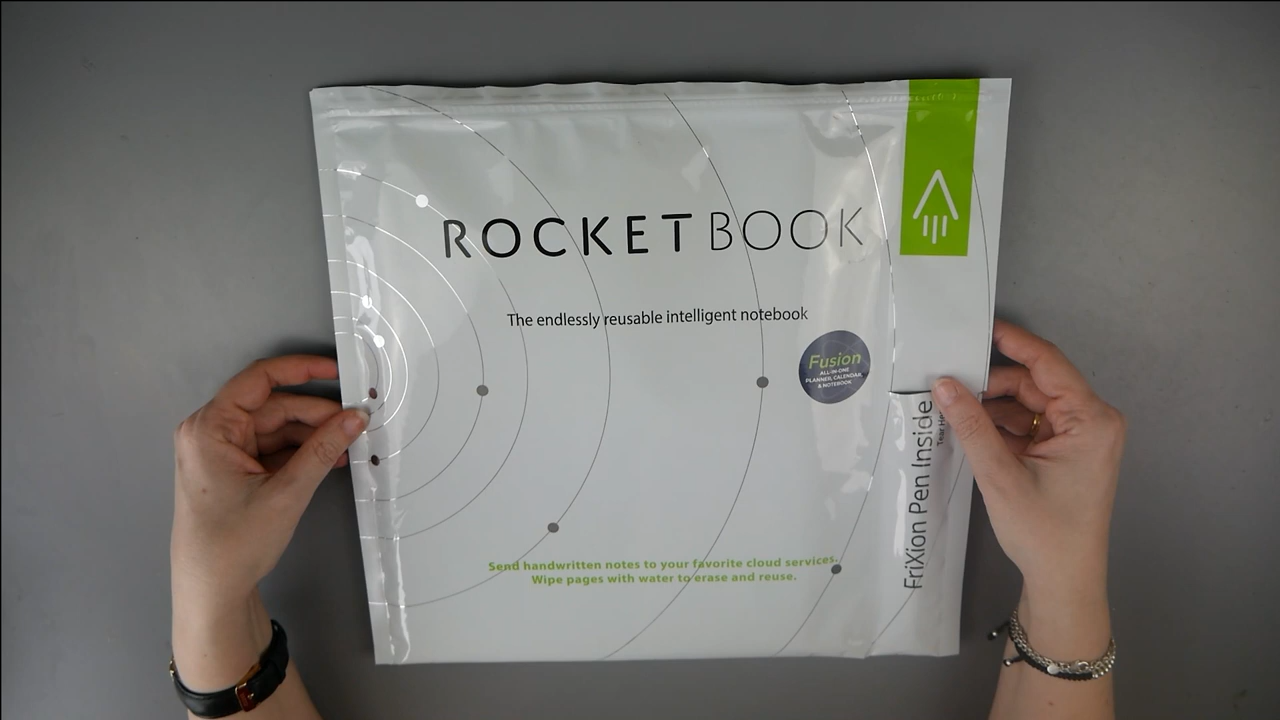 ROCKETBOOK
The endlessly reusable intelligent notebook
Fusion
ALL-IN-ONE
PLANNER, CALENDAR,
& NOTEBOOK
FriXion Pen Inside
Tear
Send handwritten notes to your favorite cloud services.
Wipe pages with water to erase and reuse.